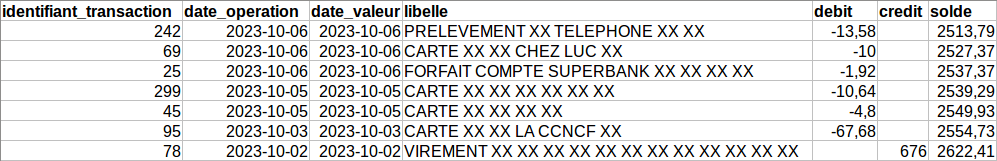 identifiant_transaction date_operation date_valeur libelle debit credit solde
242 2023-10-06 2023-10-06 PRELEVEMENT XX TELEPHONE XX XX -13,58 2513,79
69 2023-10-06 2023-10-06 CARTE XX XX CHEZ LUC XX -10 2527,37
25 2023-10-06 2023-10-06 FORFAIT COMPTE SUPERBANK XX XX XX XX -1,92 2537,37
299 2023-10-05 2023-10-05 CARTE XX XX XX XX XX XX -10,64 2539,29
45 2023-10-05 2023-10-05 CARTE XX XX XX XX -4,8 2549,93
95 2023-10-03 2023-10-03 CARTE XX XX LA CCNCF XX -67,68 2554,73
78 2023-10-02 2023-10-02 VIREMENT XX XX XX XX XX XX XX XX XX XX XX XX 676 2622,41